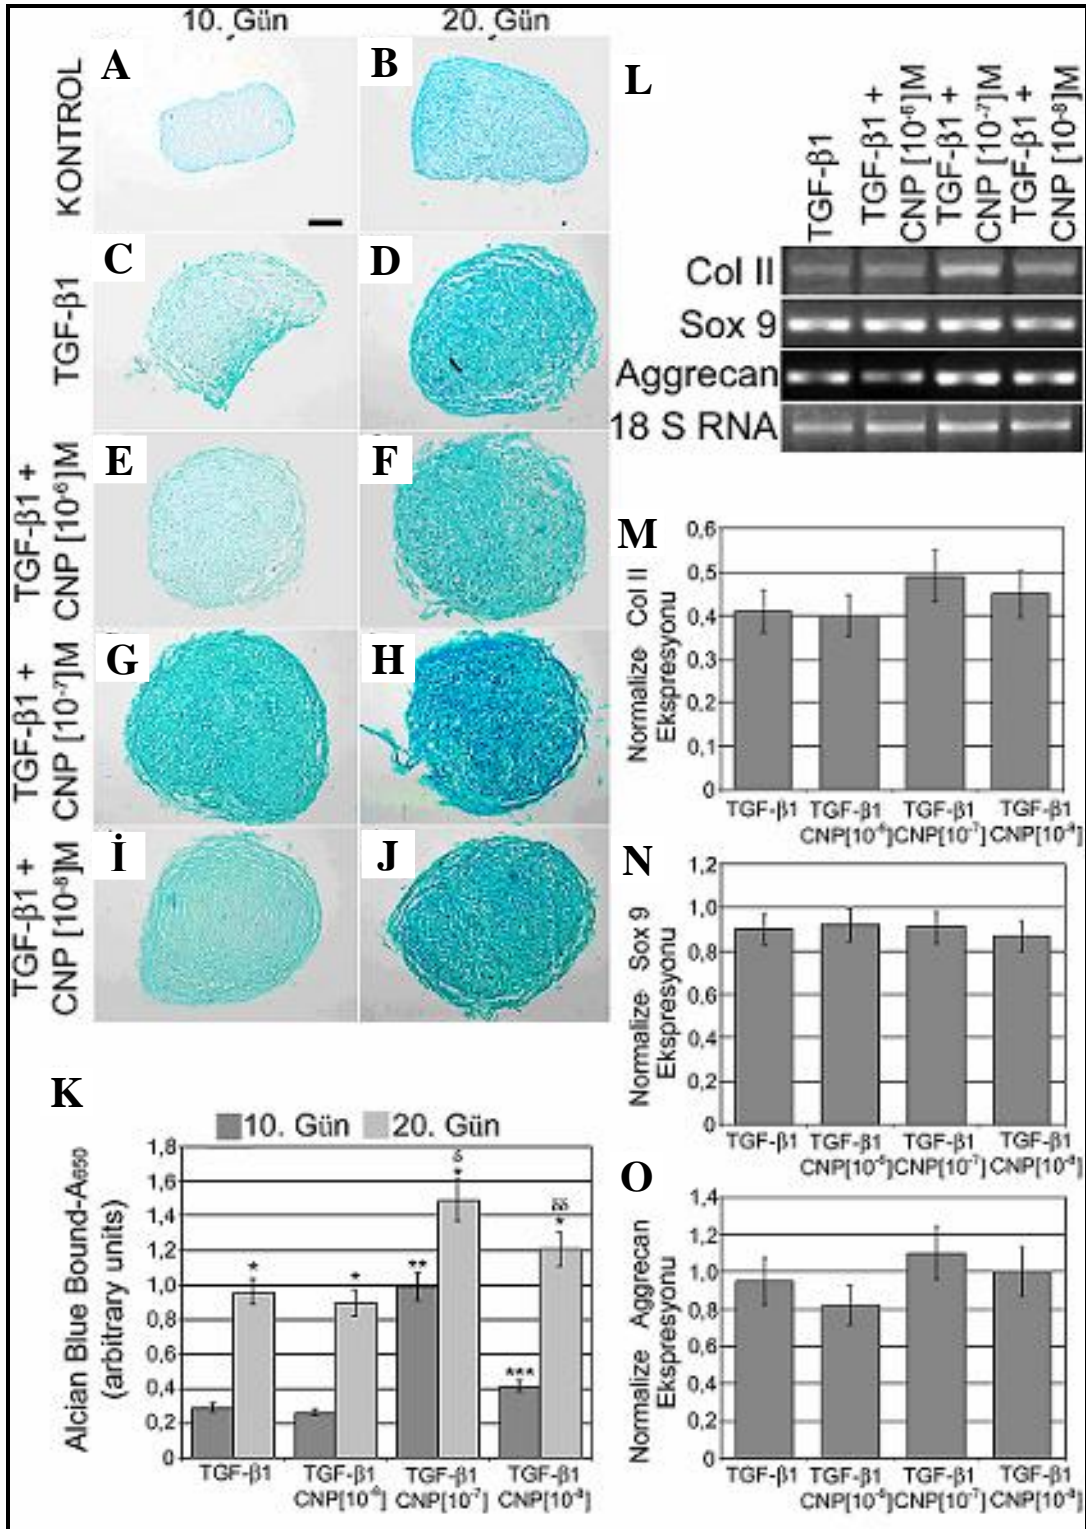 10. Gün
20. Gün
KONTROL
TGF-β1
TGF-β1 +
CNP [10⁻⁶]M
TGF-β1 +
CNP [10⁻⁷]M
TGF-β1 +
CNP [10⁻⁸]M
A
B
C
D
E
F
G
H
İ
J
L
TGF-β1
TGF-β1 +
CNP [10⁻⁶]M
TGF-β1 +
CNP [10⁻⁷]M
TGF-β1 +
CNP [10⁻⁸]M
Col II
Sox 9
Aggrecan
18 S RNA
M
Normalize Col II
Ekspresyonu
0,6
0,5
0,4
0,3
0,2
0,1
0
TGF-β1
TGF-β1
CNP[10⁻⁶]
TGF-β1
CNP[10⁻⁷]
TGF-β1
CNP[10⁻⁸]
N
Normalize Sox 9
Ekspresyonu
1,2
1,0
0,8
0,6
0,4
0,2
0
TGF-β1
TGF-β1
CNP[10⁻⁶]
TGF-β1
CNP[10⁻⁷]
TGF-β1
CNP[10⁻⁸]
K
10. Gün 20. Gün
Alcian Blue Bound-A₆₅₀
(arbitrary units)
1,8
1,6
1,4
1,2
1,0
0,8
0,6
0,4
0,2
0
*
*
**
δ
*
***
δδ
*
TGF-β1
TGF-β1
CNP[10⁻⁶]
TGF-β1
CNP[10⁻⁷]
TGF-β1
CNP[10⁻⁸]
O
Normalize Aggrecan
Ekspresyonu
1,4
1,2
1,0
0,8
0,6
0,4
0,2
0
TGF-β1
TGF-β1
CNP[10⁻⁶]
TGF-β1
CNP[10⁻⁷]
TGF-β1
CNP[10⁻⁸]